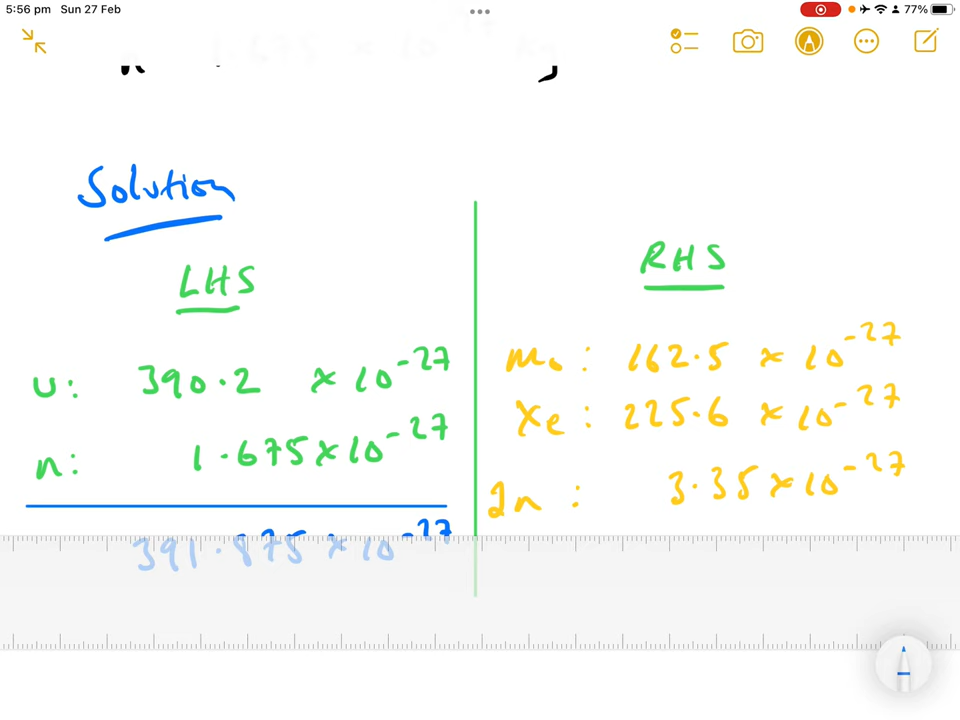 5:56 pm Sun 27 Feb
77%
Solution
LHS
U: 390.2 × 10⁻²⁷
n: 1.675 × 10⁻²⁷
391.875 × 10⁻²⁷
RHS
Mo: 162.5 × 10⁻²⁷
Xe: 225.6 × 10⁻²⁷
2n: 3.35 × 10⁻²⁷